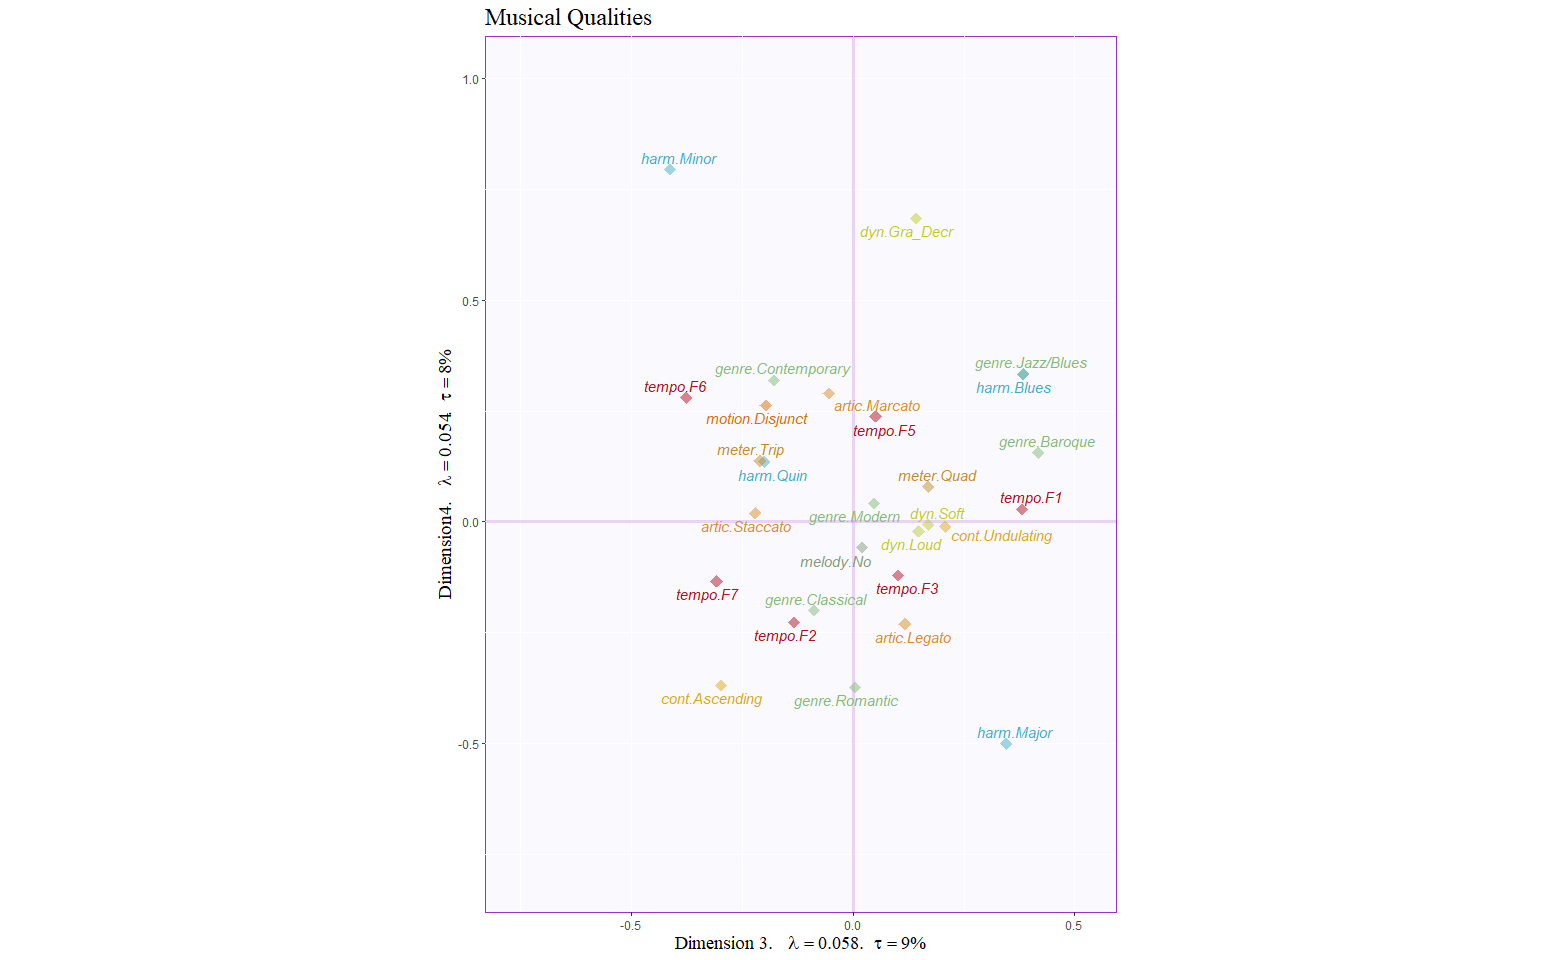 Musical Qualities
1.0
harm.Minor
dyn.Gra_Decr
0.5
genre.Contemporary
genre.Jazz/Blues
tempo.F6
harm.Blues
artic.Marcato
motion.Disjunct
tempo.F5
genre.Baroque
meter.Trip
harm.Quin
meter.Quad
tempo.F1
genre.Modern
dyn.Soft
0.0
artic.Staccato
cont.Undulating
dyn.Loud
melody.No
tempo.F3
tempo.F7
genre.Classical
tempo.F2
artic.Legato
cont.Ascending
genre.Romantic
harm.Major
-0.5
Dimension4. λ = 0.054. τ = 8%
-0.5 0.0 0.5
Dimension 3. λ = 0.058. τ = 9%